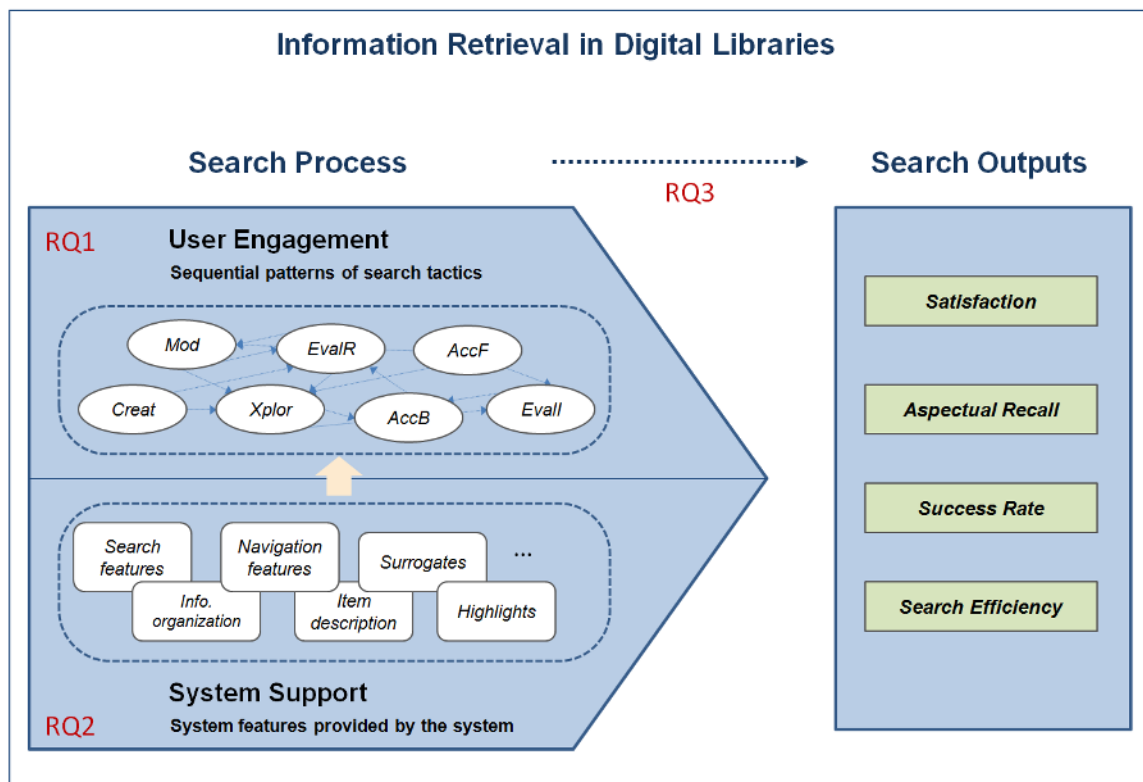 Information Retrieval in Digital Libraries
Search Process
RQ3
Search Outputs
RQ1
User Engagement
Sequential patterns of search tactics
Mod
EvalR
AccF
Creat
Xplor
AccB
EvalI
Search
features
Navigation
features
Surrogates
...
Info.
organization
Item
description
Highlights
System Support
RQ2
System features provided by the system
Satisfaction
Aspectual Recall
Success Rate
Search Efficiency